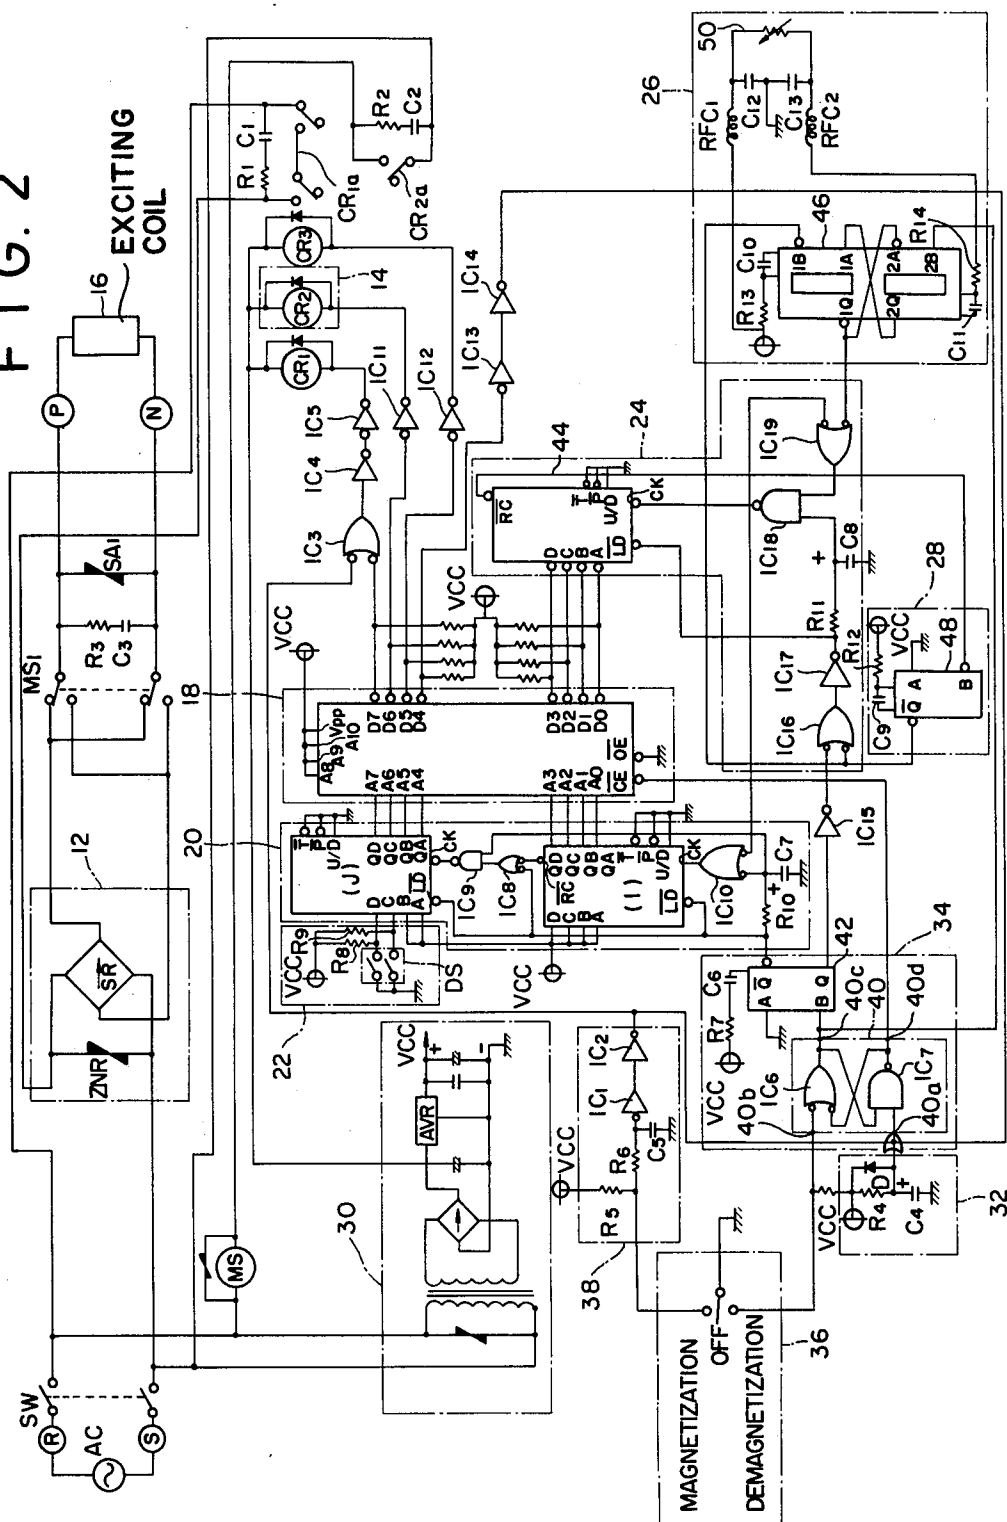 FIG. 2
SW
R
AC
S
MS
12
ZNR
SR
MS1
R3
C3
SA1
P
N
16
EXCITING
COIL
R1
C1
CR1a
R2
C2
CR2a
CR1
CR2
CR3
14
30
AVR
VCC
+
-
22
VCC
R8
R9
DS
20
T
P
U/D
(J)
D
C
B
A
QD
QC
QB
QA
LD
CK
IC9
IC8
VCC
D
C
B
A
RC
QD
QC
QB
QA
(I)
T
P
U/D
LD
CK
IC10
R10
+
C7
18
VCC
A8
A9
A10
Vpp
A7
A6
A5
A4
A3
A2
A1
A0
CE
OE
D7
D6
D5
D4
D3
D2
D1
D0
VCC
IC3
IC4
IC5
IC11
IC12
IC13
IC14
44
24
RC
D
C
B
A
LD
T
P
U/D
CK
IC18
IC19
+
C8
R11
IC17
IC16
IC15
28
R12
VCC
C9
Q
A
B
48
26
50
RFC1
C12
C13
RFC2
46
C10
R13
1B
1A
1Q
2Q
2A
2B
R14
C11
38
VCC
R5
R6
C5
IC1
IC2
MAGNETIZATION
OFF
DEMAGNETIZATION
36
34
42
VCC
R7
C6
A
Q
B
Q
40c
40
40d
IC6
IC7
40b
40a
32
VCC
R4
D
+
C4